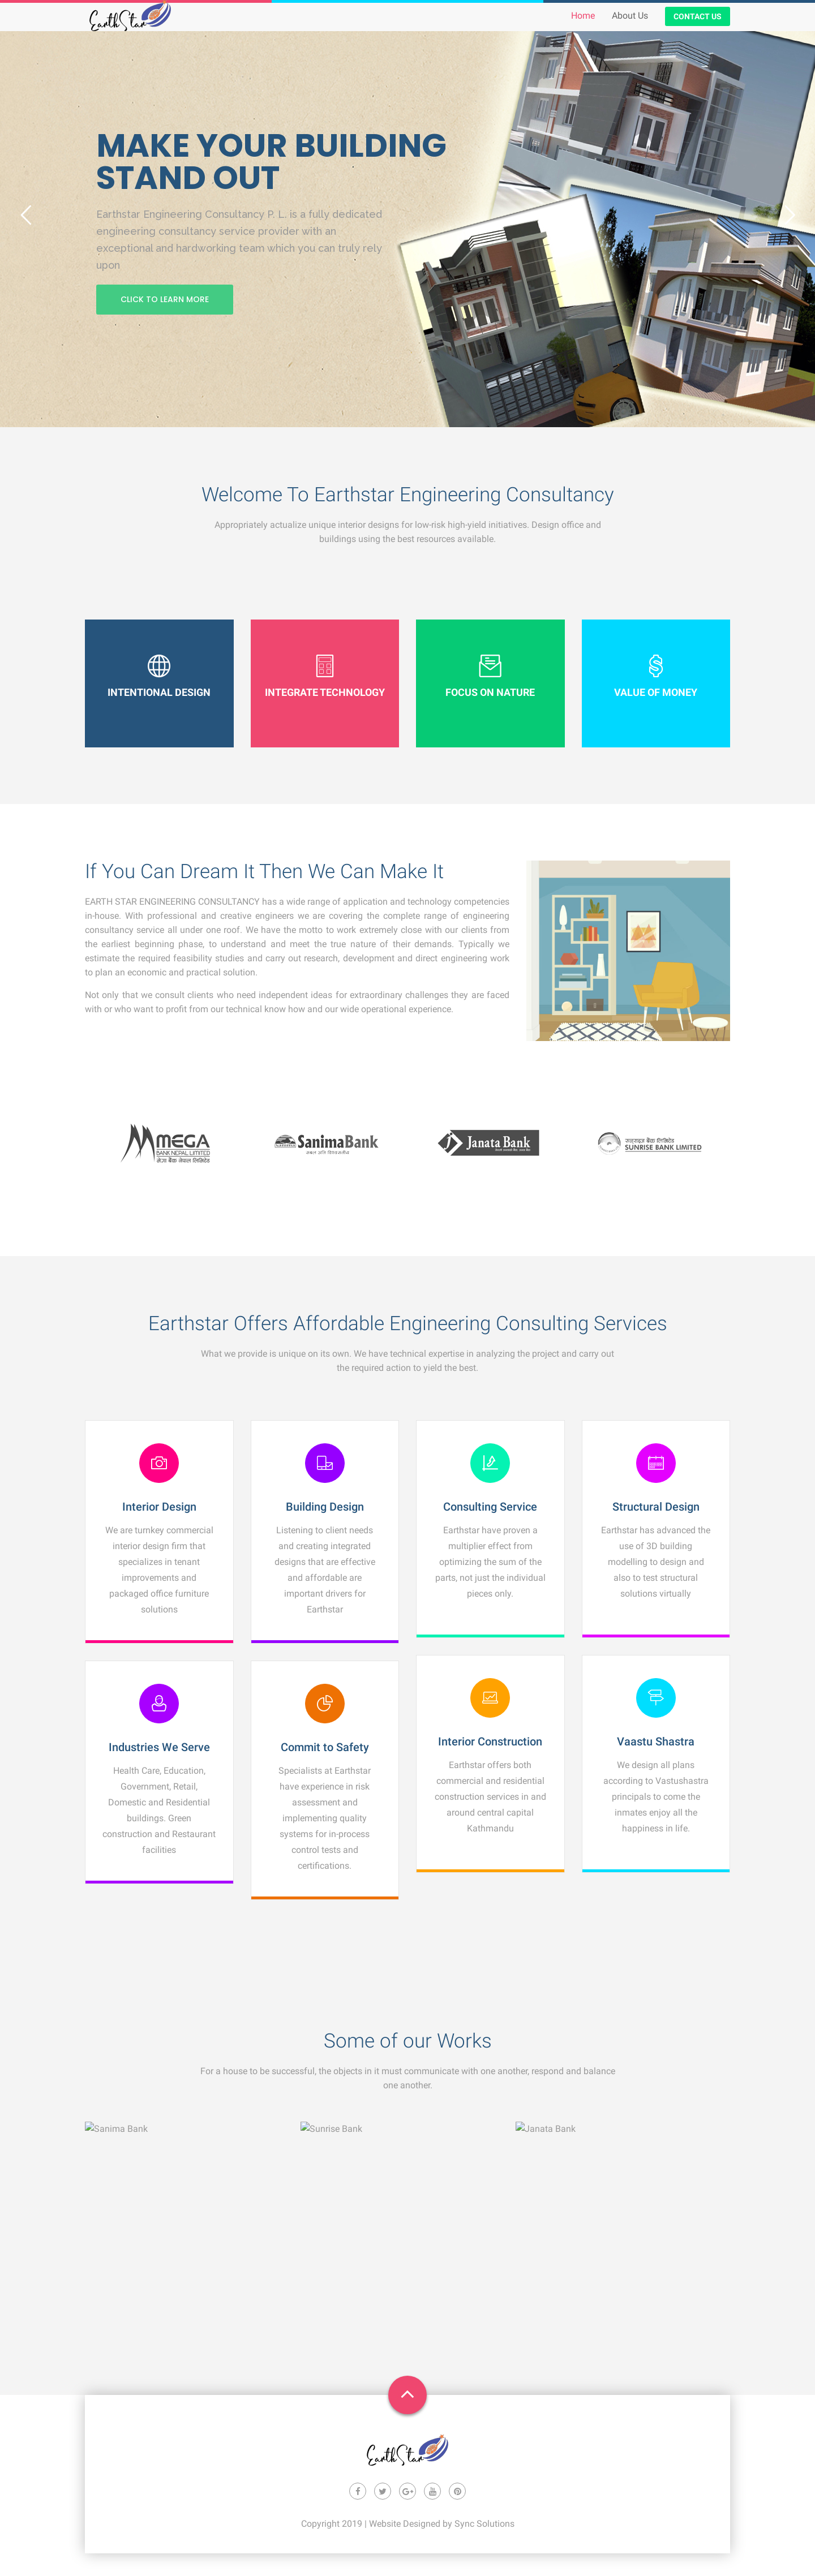 EarthStar
Home
About Us
CONTACT US
MAKE YOUR BUILDING
STAND OUT
Earthstar Engineering Consultancy P. L. is a fully dedicated
engineering consultancy service provider with an
exceptional and hardworking team which you can truly rely
upon
CLICK TO LEARN MORE
Welcome To Earthstar Engineering Consultancy
Appropriately actualize unique interior designs for low-risk high-yield initiatives. Design office and
buildings using the best resources available.
INTENTIONAL DESIGN
INTEGRATE TECHNOLOGY
FOCUS ON NATURE
VALUE OF MONEY
If You Can Dream It Then We Can Make It
EARTH STAR ENGINEERING CONSULTANCY has a wide range of application and technology competencies
in-house. With professional and creative engineers we are covering the complete range of engineering
consultancy service all under one roof. We have the motto to work extremely close with our clients from
the earliest beginning phase, to understand and meet the true nature of their demands. Typically we
estimate the required feasibility studies and carry out research, development and direct engineering work
to plan an economic and practical solution.
Not only that we consult clients who need independent ideas for extraordinary challenges they are faced
with or who want to profit from our technical know how and our wide operational experience.
MEGA
BANK NEPAL LIMITED
मेगा बैंक नेपाल लिमिटेड
SanimaBank
Janata Bank
सनराइज बैंक लिमिटेड
SUNRISE BANK LIMITED
Earthstar Offers Affordable Engineering Consulting Services
What we provide is unique on its own. We have technical expertise in analyzing the project and carry out
the required action to yield the best.
Interior Design
We are turnkey commercial
interior design firm that
specializes in tenant
improvements and
packaged office furniture
solutions
Building Design
Listening to client needs
and creating integrated
designs that are effective
and affordable are
important drivers for
Earthstar
Consulting Service
Earthstar have proven a
multiplier effect from
optimizing the sum of the
parts, not just the individual
pieces only.
Structural Design
Earthstar has advanced the
use of 3D building
modelling to design and
also to test structural
solutions virtually
Industries We Serve
Health Care, Education,
Government, Retail,
Domestic and Residential
buildings. Green
construction and Restaurant
facilities
Commit to Safety
Specialists at Earthstar
have experience in risk
assessment and
implementing quality
systems for in-process
control tests and
certifications.
Interior Construction
Earthstar offers both
commercial and residential
construction services in and
around central capital
Kathmandu
Vaastu Shastra
We design all plans
according to Vastushastra
principals to come the
inmates enjoy all the
happiness in life.
Some of our Works
For a house to be successful, the objects in it must communicate with one another, respond and balance
one another.
Sanima Bank
Sunrise Bank
Janata Bank
EarthStar
Copyright 2019 | Website Designed by Sync Solutions